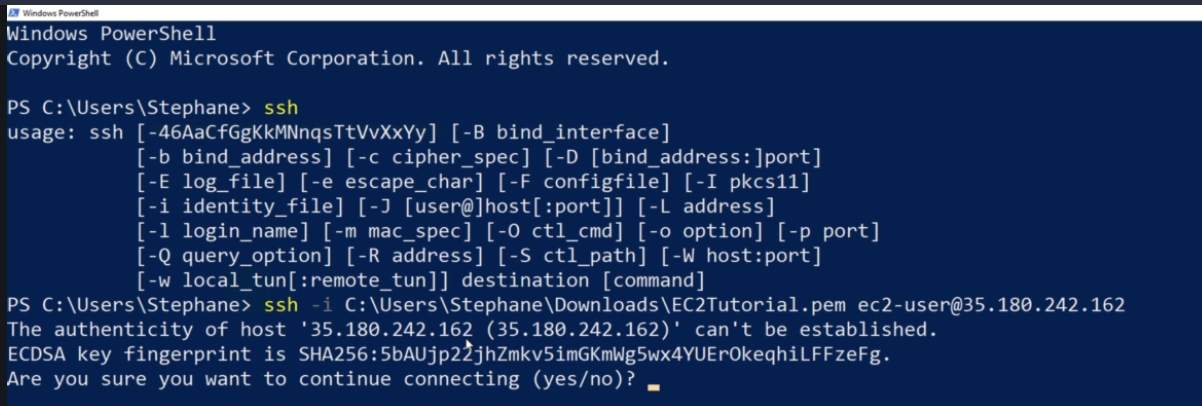 Windows PowerShell
Windows PowerShell
Copyright (C) Microsoft Corporation. All rights reserved.
PS C:\Users\Stephane> ssh
usage: ssh [-46AaCfGgKkMNnqsTtVvXxYy] [-B bind_interface]
[-b bind_address] [-c cipher_spec] [-D [bind_address:]port]
[-E log_file] [-e escape_char] [-F configfile] [-I pkcs11]
[-i identity_file] [-J [user@]host[:port]] [-L address]
[-l login_name] [-m mac_spec] [-O ctl_cmd] [-o option] [-p port]
[-Q query_option] [-R address] [-S ctl_path] [-W host:port]
[-w local_tun[:remote_tun]] destination [command]
PS C:\Users\Stephane> ssh -i C:\Users\Stephane\Downloads\EC2Tutorial.pem ec2-user@35.180.242.162
The authenticity of host '35.180.242.162 (35.180.242.162)' can't be established.
ECDSA key fingerprint is SHA256:5bAUjp22jhZmkv5imGKmWg5wx4YUErOkeqhiLFFzeFg.
Are you sure you want to continue connecting (yes/no)?